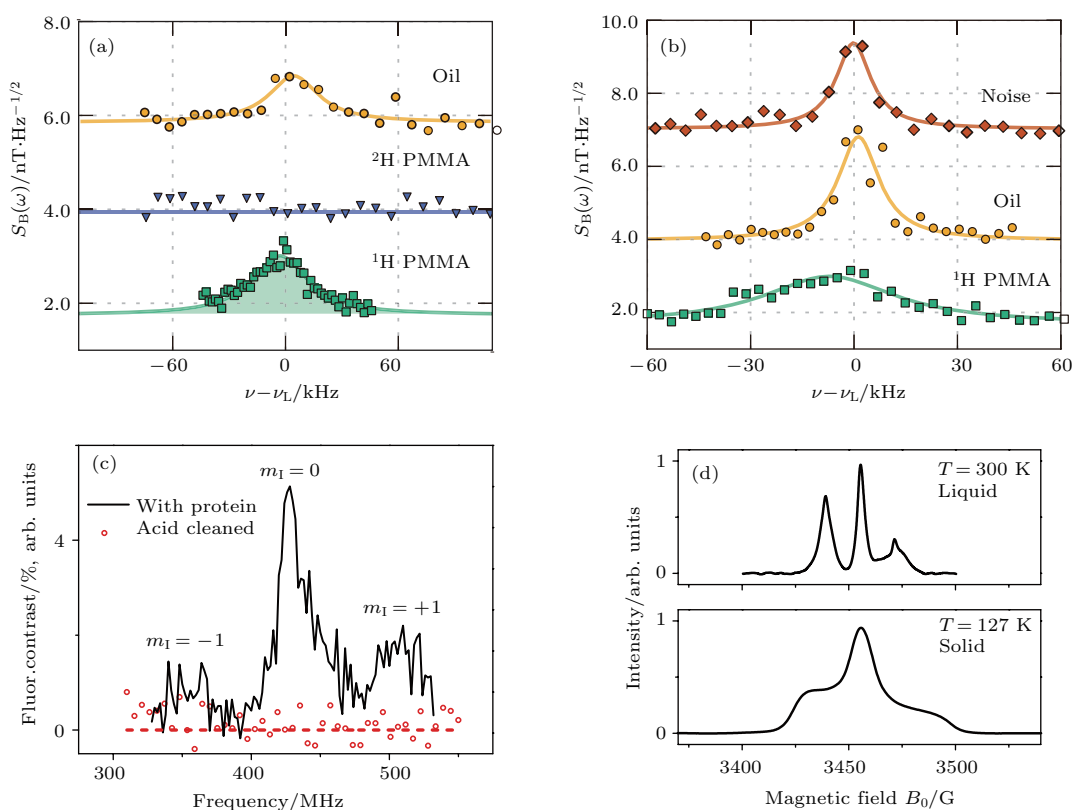 (a)
8.0
6.0
4.0
2.0
S_B(ω)/nT·Hz^{−1/2}
Oil
²H PMMA
¹H PMMA
−60
0
60
ν−ν_L/kHz
(b)
10.0
8.0
6.0
4.0
2.0
S_B(ω)/nT·Hz^{−1/2}
Noise
Oil
¹H PMMA
−60
−30
0
30
60
ν−ν_L/kHz
(c)
m_I=0
With protein
Acid cleaned
m_I=+1
m_I=−1
4
0
Fluor.contrast/%, arb. units
300
400
500
Frequency/MHz
(d)
1
0
T=300 K
Liquid
1
0
T=127 K
Solid
Intensity/arb. units
3400
3450
3500
Magnetic field B₀/G